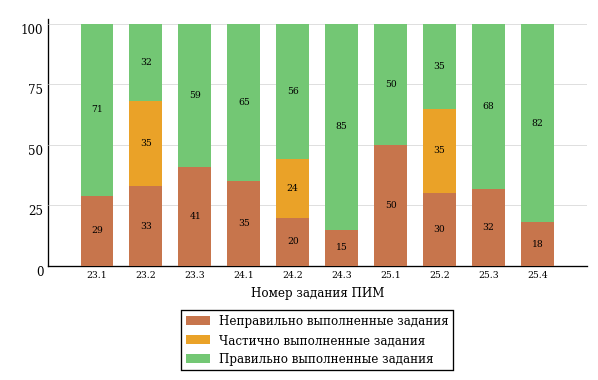 100
75
50
25
0
71 32 59 65 56 85 50 35 68 82
35 24 35
29 33 41 35 20 15 50 30 32 18
23.1 23.2 23.3 24.1 24.2 24.3 25.1 25.2 25.3 25.4
Номер задания ПИМ
Неправильно выполненные задания
Частично выполненные задания
Правильно выполненные задания